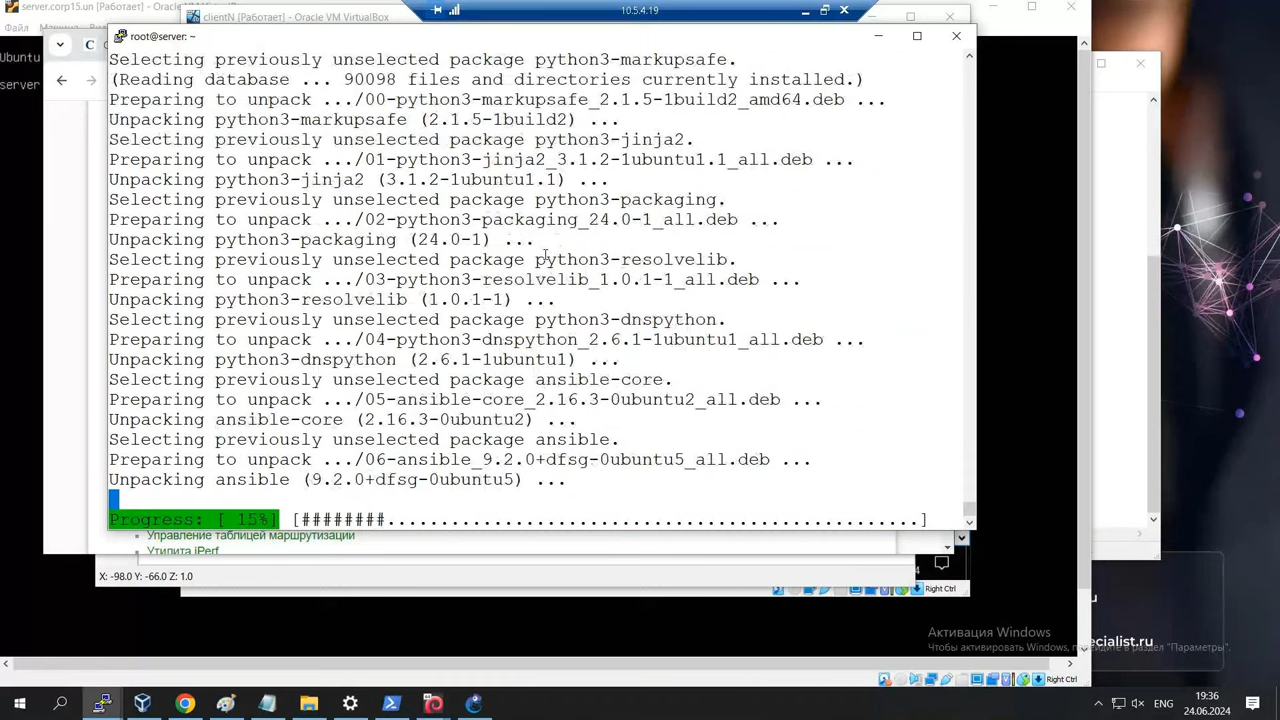 server.corp15.un [Работает] - Oracle VM VirtualBox
clientN [Работает] - Oracle VM VirtualBox
10.5.4.19
Файл
Ubuntu
server
root@server: ~
Selecting previously unselected package python3-markupsafe.
(Reading database ... 90098 files and directories currently installed.)
Preparing to unpack .../00-python3-markupsafe_2.1.5-1build2_amd64.deb ...
Unpacking python3-markupsafe (2.1.5-1build2) ...
Selecting previously unselected package python3-jinja2.
Preparing to unpack .../01-python3-jinja2_3.1.2-1ubuntu1.1_all.deb ...
Unpacking python3-jinja2 (3.1.2-1ubuntu1.1) ...
Selecting previously unselected package python3-packaging.
Preparing to unpack .../02-python3-packaging_24.0-1_all.deb ...
Unpacking python3-packaging (24.0-1) ...
Selecting previously unselected package python3-resolvelib.
Preparing to unpack .../03-python3-resolvelib_1.0.1-1_all.deb ...
Unpacking python3-resolvelib (1.0.1-1) ...
Selecting previously unselected package python3-dnspython.
Preparing to unpack .../04-python3-dnspython_2.6.1-1ubuntu1_all.deb ...
Unpacking python3-dnspython (2.6.1-1ubuntu1) ...
Selecting previously unselected package ansible-core.
Preparing to unpack .../05-ansible-core_2.16.3-0ubuntu2_all.deb ...
Unpacking ansible-core (2.16.3-0ubuntu2) ...
Selecting previously unselected package ansible.
Preparing to unpack .../06-ansible_9.2.0+dfsg-0ubuntu5_all.deb ...
Unpacking ansible (9.2.0+dfsg-0ubuntu5) ...
Progress: [ 15%] [########..................................................]
Управление таблицей маршрутизации
Утилита iPerf
X: -98.0 Y: -66.0 Z: 1.0
Right Ctrl
Активация Windows
Чтобы активировать Windows, перейдите в раздел "Параметры".
ecialist.ru
Right Ctrl
ENG
19:36
24.06.2024